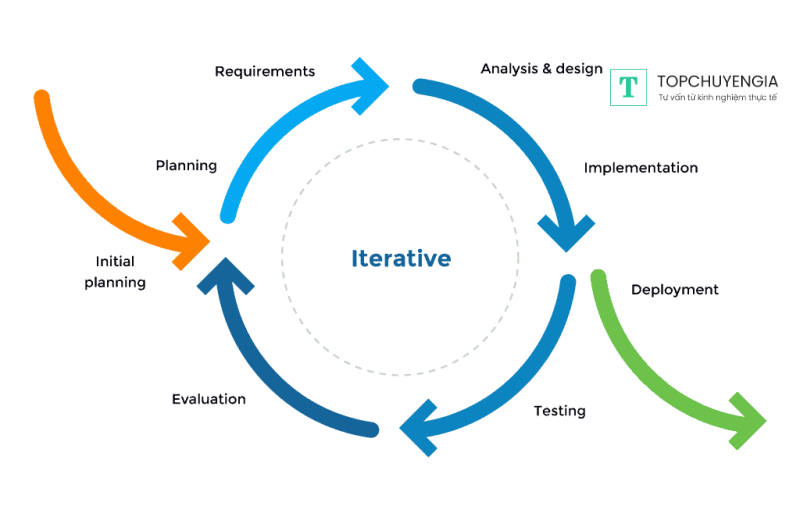 Requirements
Analysis & design
T
TOPCHUYENGIA
Tư vấn từ kinh nghiệm thực tế
Planning
Implementation
Iterative
Initial
planning
Deployment
Evaluation
Testing